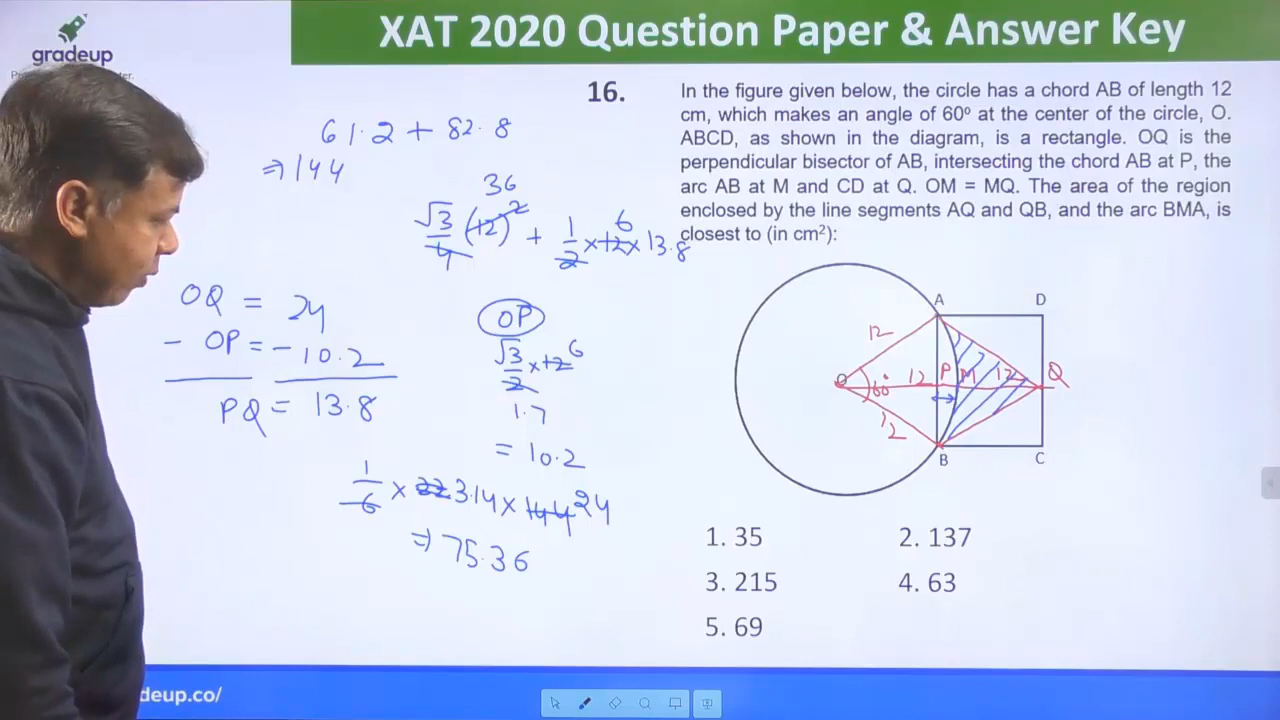 gradeup
XAT 2020 Question Paper & Answer Key
16.
In the figure given below, the circle has a chord AB of length 12
cm, which makes an angle of 60º at the center of the circle, O.
ABCD, as shown in the diagram, is a rectangle. OQ is the
perpendicular bisector of AB, intersecting the chord AB at P, the
arc AB at M and CD at Q. OM = MQ. The area of the region
enclosed by the line segments AQ and QB, and the arc BMA, is
closest to (in cm²):
61.2 + 82.8
⇒ 144
36
√3/4 (12)² + 1/2 × 12 × 13.8
6
OQ = 24
- OP = -10.2
PQ = 13.8
OP
√3/2 × 12 6
1.7
= 10.2
1/6 × 22 3.14 × 144 24
⇒ 75.36
A
D
12
O
60°
12
P
M
12
Q
12
B
C
1. 35
2. 137
3. 215
4. 63
5. 69
deup.co/